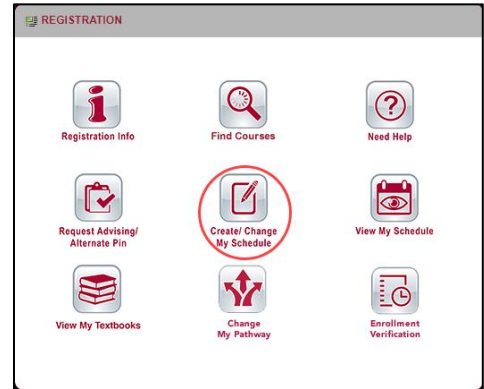 REGISTRATION
Registration Info
Find Courses
Need Help
Request Advising/
Alternate Pin
Create/ Change
My Schedule
View My Schedule
View My Textbooks
Change
My Pathway
Enrollment
Verification